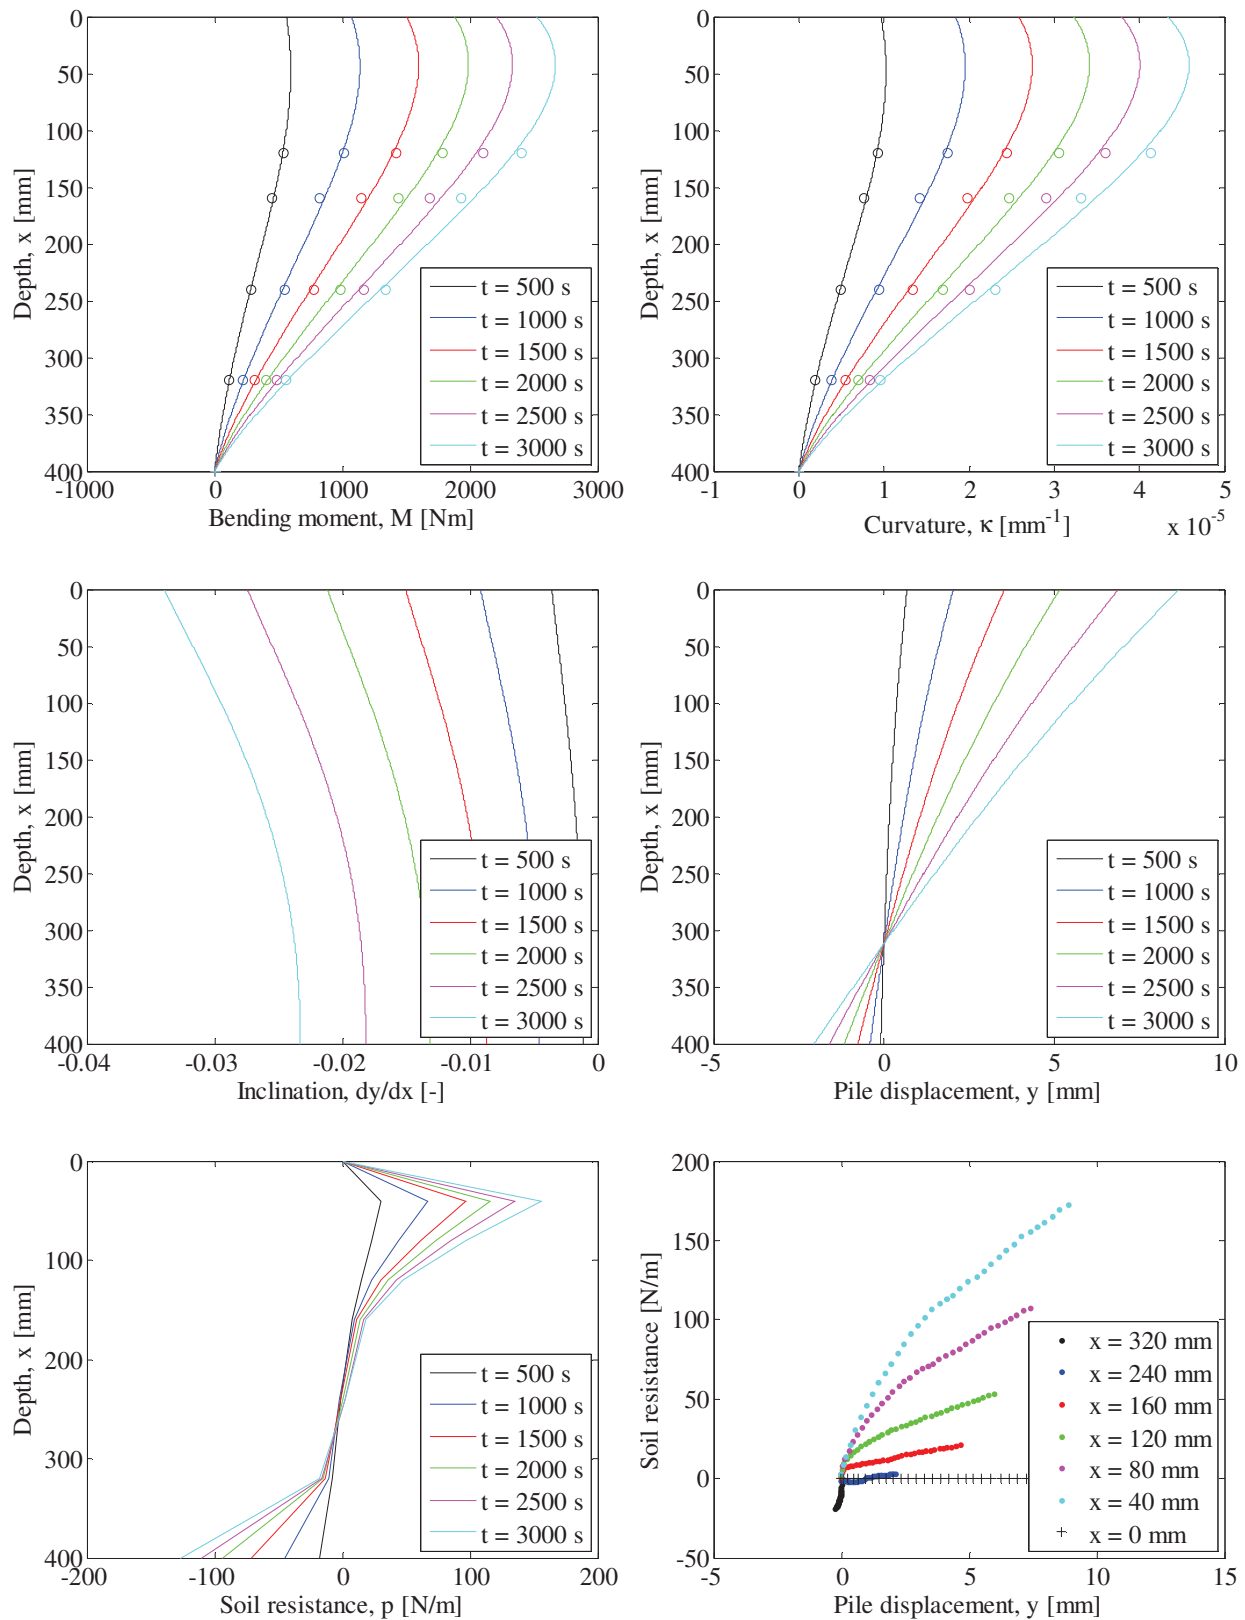 0
50
100
150
200
250
300
350
400
Depth, x [mm]
t = 500 s
t = 1000 s
t = 1500 s
t = 2000 s
t = 2500 s
t = 3000 s
-1000 0 1000 2000 3000
Bending moment, M [Nm]
0
50
100
150
200
250
300
350
400
Depth, x [mm]
t = 500 s
t = 1000 s
t = 1500 s
t = 2000 s
t = 2500 s
t = 3000 s
-1 0 1 1 3 4 5
Curvature, κ [mm-1]
x 10-5
0
50
100
150
200
250
300
350
400
Depth, x [mm]
t = 500 s
t = 1000 s
t = 1500 s
t = 2000 s
t = 2500 s
t = 3000 s
-0.04 -0.03 -0.02 -0.01 0
Inclination, dy/dx [-]
0
50
100
150
200
250
300
350
400
Depth, x [mm]
t = 500 s
t = 1000 s
t = 1500 s
t = 2000 s
t = 2500 s
t = 3000 s
-5 0 5 10
Pile displacement, y [mm]
0
100
200
300
400
Depth, x [mm]
t = 500 s
t = 1000 s
t = 1500 s
t = 2000 s
t = 2500 s
t = 3000 s
-200 -100 0 100 200
Soil resistance, p [N/m]
200
150
100
50
0
-50
Soil resistance [N/m]
x = 320 mm
x = 240 mm
x = 160 mm
x = 120 mm
x = 80 mm
x = 40 mm
x = 0 mm
-5 0 5 10 15
Pile displacement, y [mm]